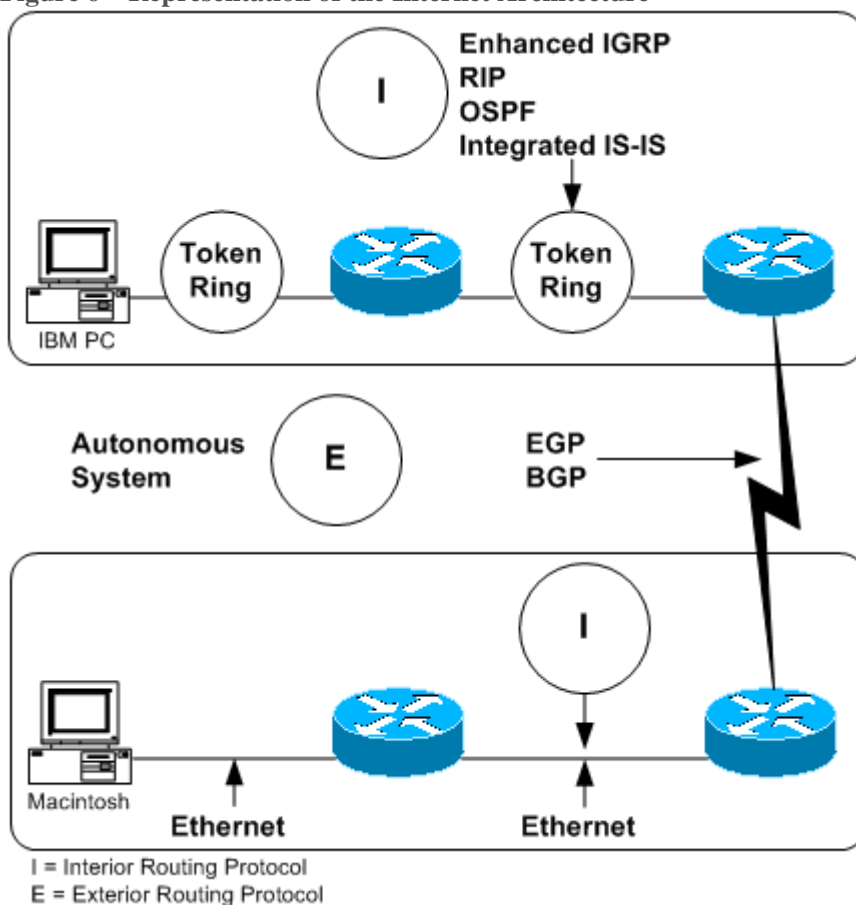 Figure – Representation of the Internet Architecture
I
Enhanced IGRP
RIP
OSPF
Integrated IS-IS
Token
Ring
Token
Ring
IBM PC
Autonomous
System
E
EGP
BGP
I
Macintosh
Ethernet
Ethernet
I = Interior Routing Protocol
E = Exterior Routing Protocol